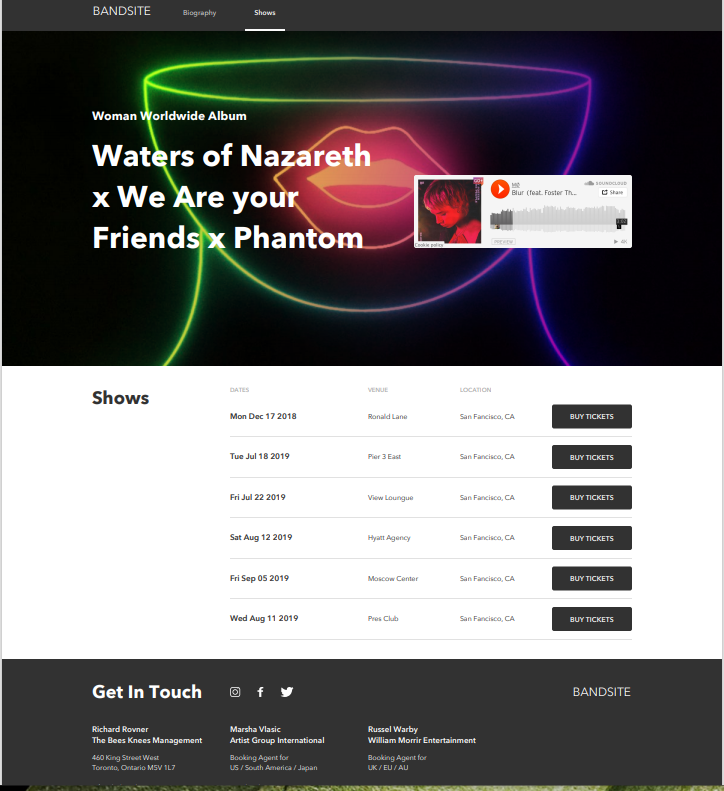 BANDSITE Biography Shows
Woman Worldwide Album
Waters of Nazareth
x We Are your
Friends x Phantom
Cookie policy
MØ
Blur (feat. Foster Th...
SOUNDCLOUD
Share
PREVIEW
Shows
DATES VENUE LOCATION
Mon Dec 17 2018 Ronald Lane San Fancisco, CA BUY TICKETS
Tue Jul 18 2019 Pier 3 East San Fancisco, CA BUY TICKETS
Fri Jul 22 2019 View Loungue San Fancisco, CA BUY TICKETS
Sat Aug 12 2019 Hyatt Agency San Fancisco, CA BUY TICKETS
Fri Sep 05 2019 Moscow Center San Fancisco, CA BUY TICKETS
Wed Aug 11 2019 Pres Club San Fancisco, CA BUY TICKETS
Get In Touch BANDSITE
Richard Rovner
The Bees Knees Management
460 King Street West
Toronto, Ontario M5V 1L7
Marsha Vlasic
Artist Group International
Booking Agent for
US / South America / Japan
Russel Warby
William Morrir Entertainment
Booking Agent for
UK / EU / AU